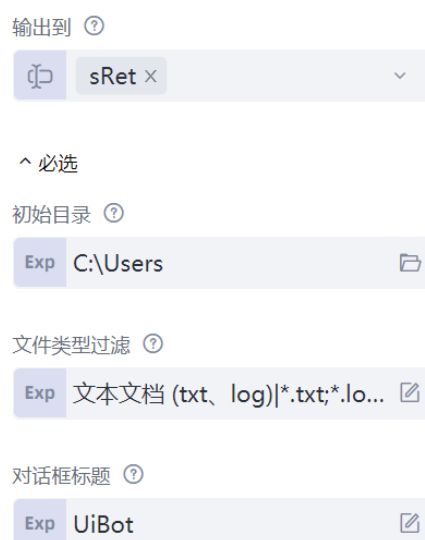 输出到
sRet ×
必选
初始目录
Exp C:\Users
文件类型过滤
Exp 文本文档 (txt、log)|*.txt;*.lo...
对话框标题
Exp UiBot